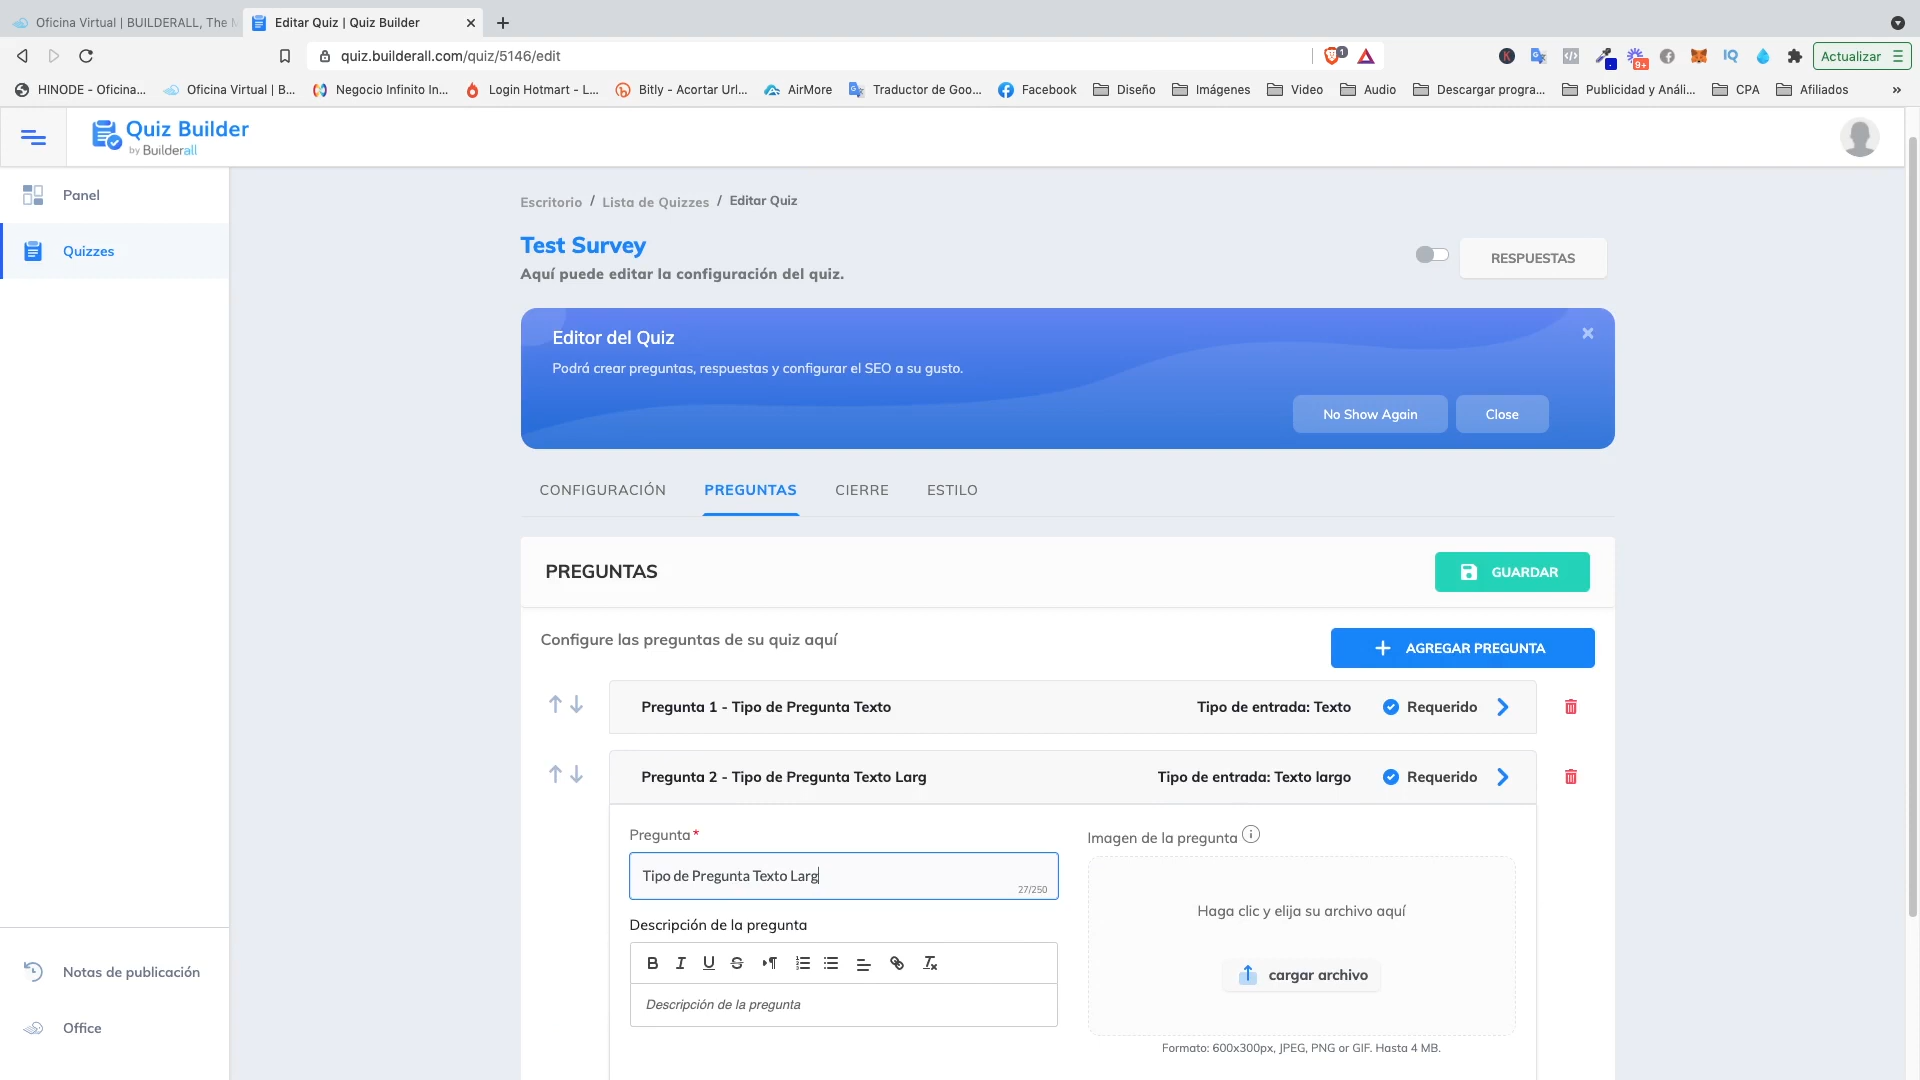 Oficina Virtual | BUILDERALL, The M
Editar Quiz | Quiz Builder
quiz.builderall.com/quiz/5146/edit
1
9+
IQ
Actualizar
HINODE - Oficina...
Oficina Virtual | B...
Negocio Infinito In...
Login Hotmart - L...
Bitly - Acortar Url...
AirMore
Traductor de Goo...
Facebook
Diseño
Imágenes
Video
Audio
Descargar progra...
Publicidad y Análi...
CPA
Afiliados
»
Quiz Builder
by Builderall
Panel
Quizzes
Escritorio / Lista de Quizzes / Editar Quiz
Test Survey
Aquí puede editar la configuración del quiz.
RESPUESTAS
Editor del Quiz
Podrá crear preguntas, respuestas y configurar el SEO a su gusto.
No Show Again
Close
CONFIGURACIÓN
PREGUNTAS
CIERRE
ESTILO
PREGUNTAS
GUARDAR
Configure las preguntas de su quiz aquí
AGREGAR PREGUNTA
Pregunta 1 - Tipo de Pregunta Texto
Tipo de entrada: Texto
Requerido
Pregunta 2 - Tipo de Pregunta Texto Larg
Tipo de entrada: Texto largo
Requerido
Pregunta*
Tipo de Pregunta Texto Larg
27/250
Imagen de la pregunta
Descripción de la pregunta
Descripción de la pregunta
Haga clic y elija su archivo aquí
cargar archivo
Formato: 600x300px, JPEG, PNG or GIF. Hasta 4 MB.
Notas de publicación
Office